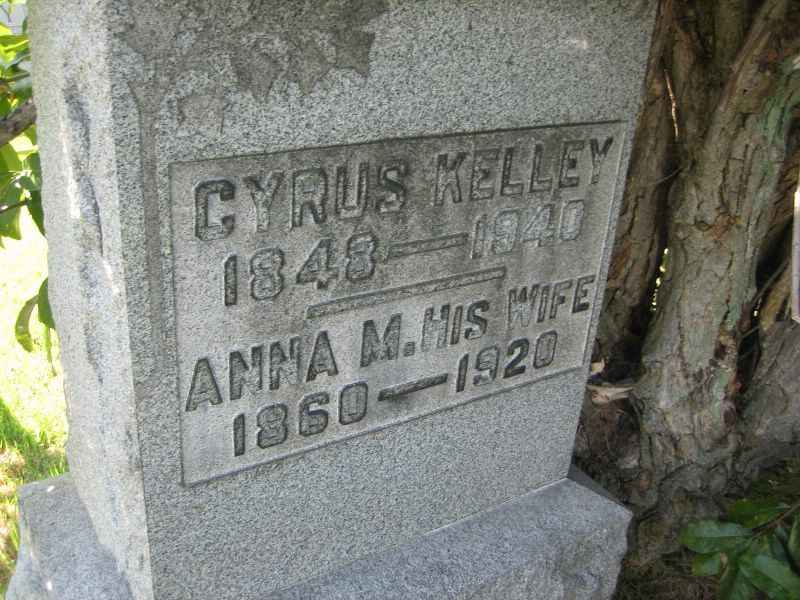 CYRUS KELLEY
1848—1940
ANNA M. HIS WIFE
1860—1920